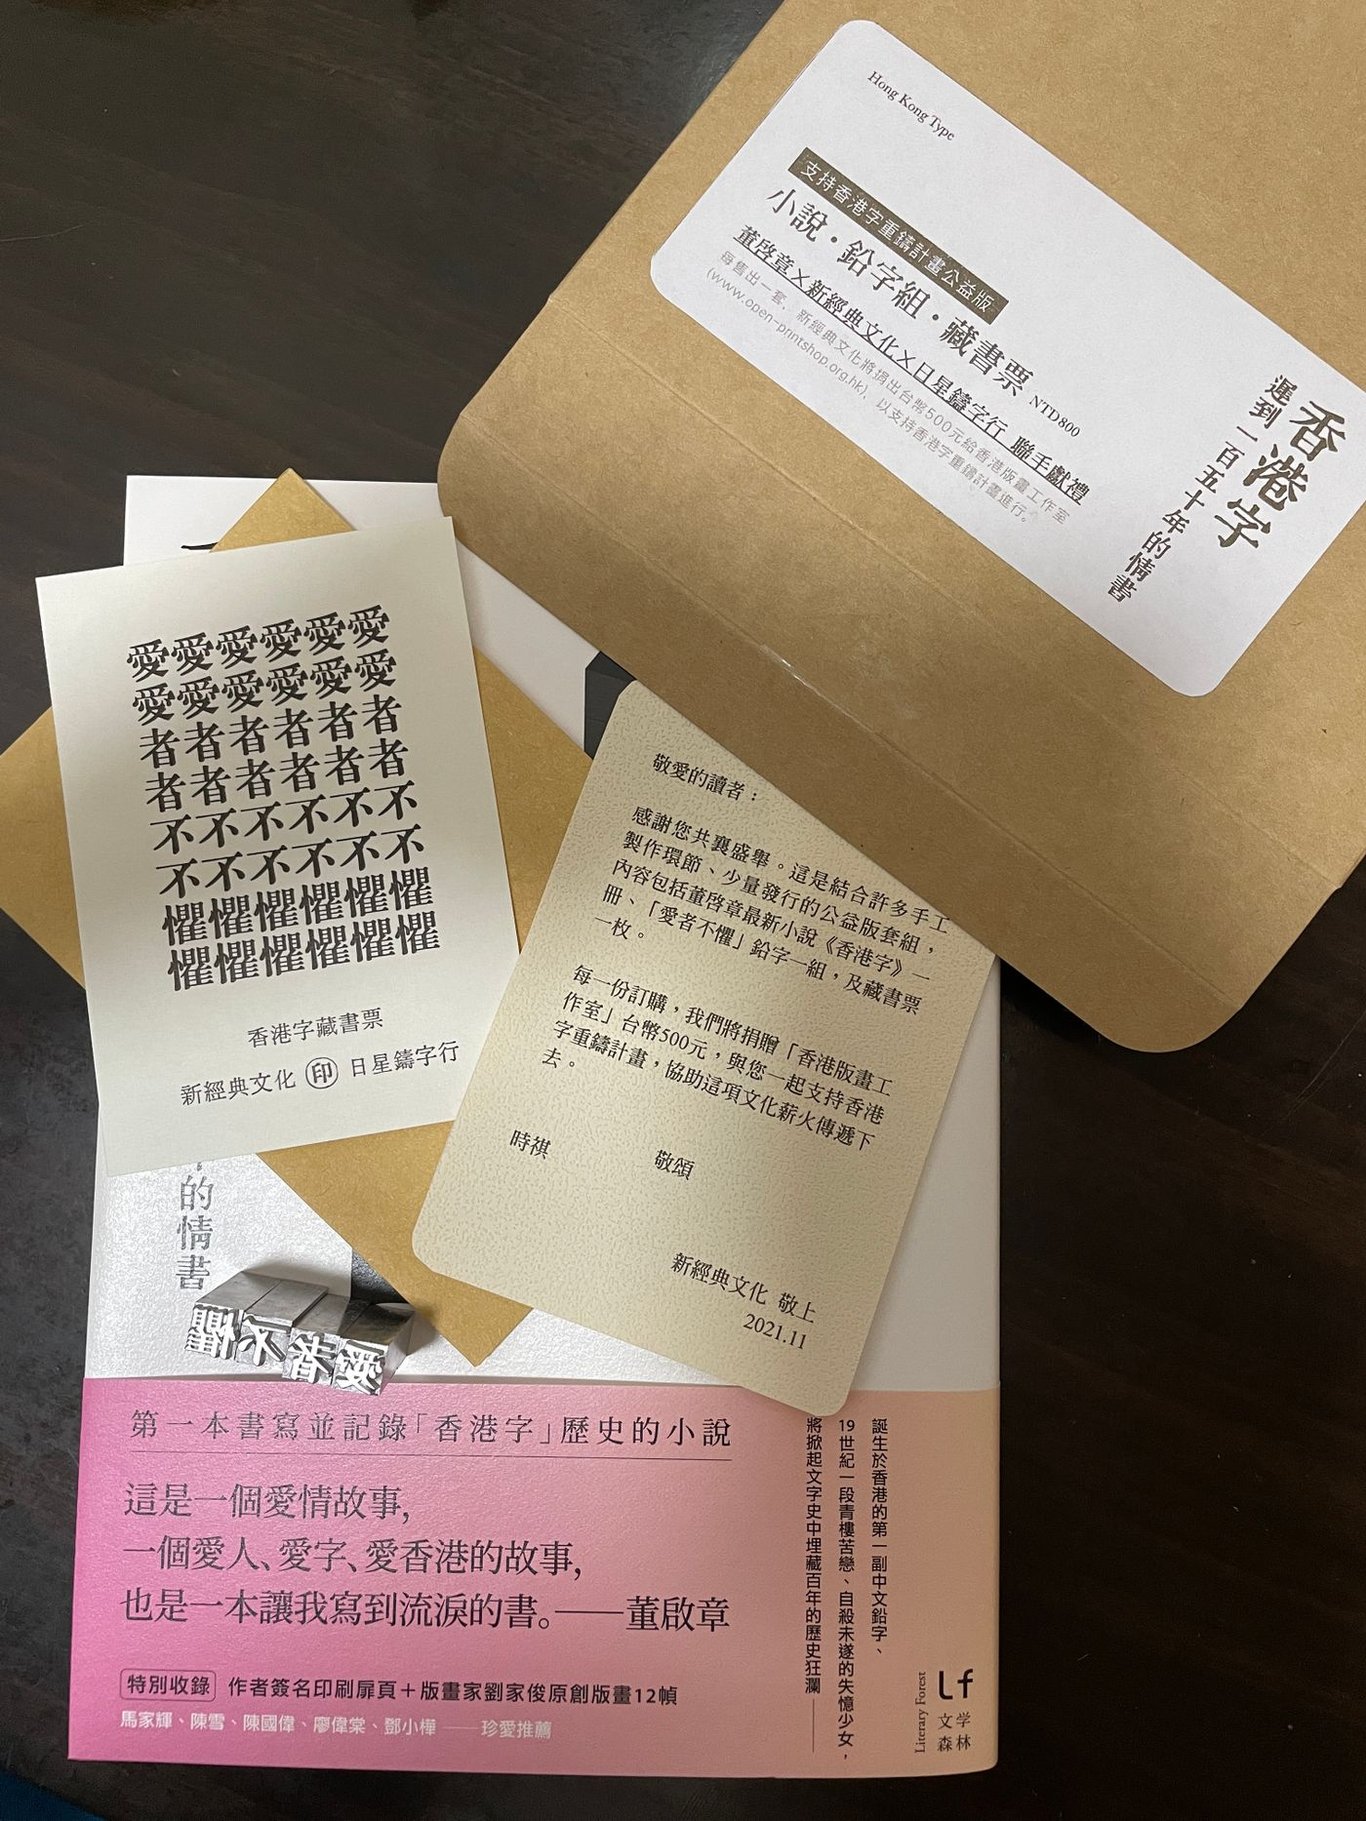 Hong Kong Type
支持香港字重鑄計畫公益版
小說・鉛字組・藏書票 NTD800
董啓章×新經典文化×日星鑄字行 聯手獻禮
每售出一套，新經典文化將捐出台幣500元給香港版畫工作室
(www.open-printshop.org.hk)，以支持香港字重鑄計畫進行。
香港字
遲到一百五十年的情書
愛愛愛愛愛愛
愛愛愛愛愛愛
者者者者者者
者者者者者者
不不不不不不
不不不不不不
懼懼懼懼懼懼
懼懼懼懼懼懼
香港字藏書票
新經典文化 印 日星鑄字行
敬愛的讀者：
感謝您共襄盛舉。這是結合許多手工
製作環節、少量發行的公益版套組，
內容包括董啓章最新小說《香港字》一
冊、「愛者不懼」鉛字一組，及藏書票
一枚。
每一份訂購，我們將捐贈「香港版畫工
作室」台幣500元，與您一起支持香港
字重鑄計畫，協助這項文化薪火傳遞下
去。
敬頌
時祺
新經典文化 敬上
2021.11
的情書
懼不者愛
第一本書寫並記錄「香港字」歷史的小說
這是一個愛情故事，
一個愛人、愛字、愛香港的故事，
也是一本讓我寫到流淚的書。——董啟章
特別收錄 作者簽名印刷扉頁＋版畫家劉家俊原創版畫12幀
馬家輝、陳雪、陳國偉、廖偉棠、鄧小樺——珍愛推薦
誕生於香港的第一副中文鉛字、
19世紀一段青樓苦戀、自殺未遂的失憶少女，
將掀起文字史中埋藏百年的歷史狂瀾——
Lf
文学
森林
Literary Forest